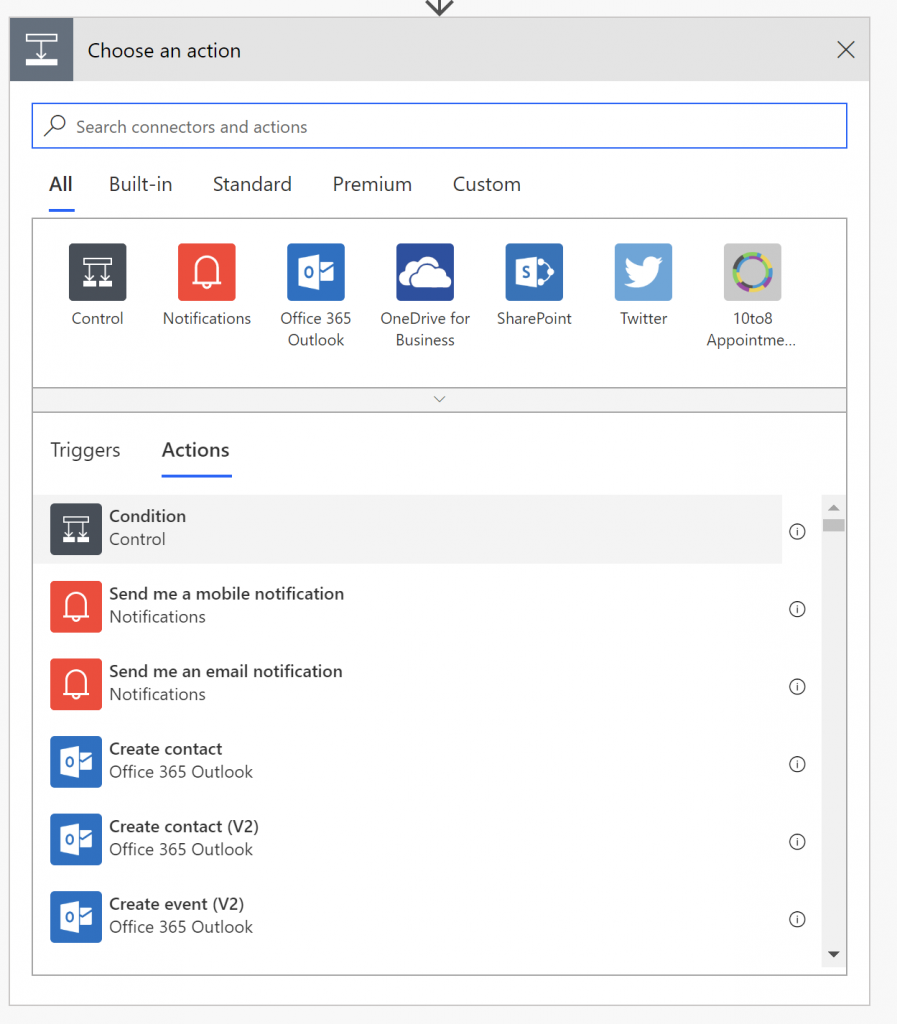 Choose an action
Search connectors and actions
All Built-in Standard Premium Custom
Control Notifications Office 365 OneDrive for SharePoint Twitter 10to8
Outlook Business Appointme...
Triggers Actions
Condition
Control
Send me a mobile notification
Notifications
Send me an email notification
Notifications
Create contact
Office 365 Outlook
Create contact (V2)
Office 365 Outlook
Create event (V2)
Office 365 Outlook